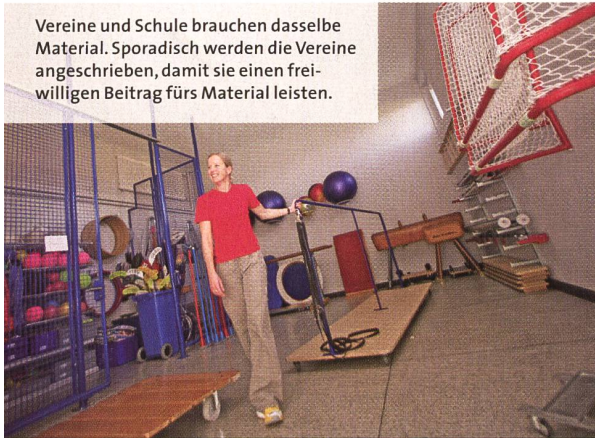 Vereine und Schule brauchen dasselbe
Material. Sporadisch werden die Vereine
angeschrieben, damit sie einen frei-
willigen Beitrag fürs Material leisten.